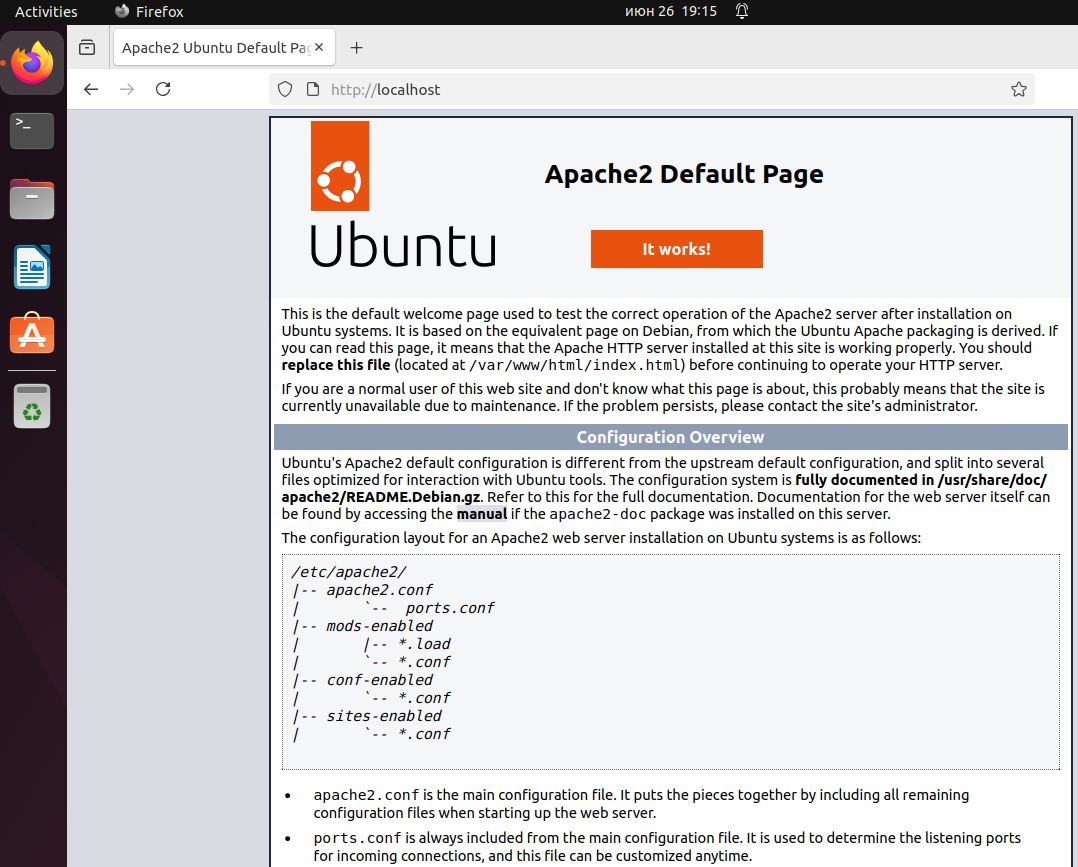 Activities Firefox июн 26 19:15
Apache2 Ubuntu Default Pa
http://localhost
>_
Apache2 Default Page
Ubuntu
It works!
This is the default welcome page used to test the correct operation of the Apache2 server after installation on
Ubuntu systems. It is based on the equivalent page on Debian, from which the Ubuntu Apache packaging is derived. If
you can read this page, it means that the Apache HTTP server installed at this site is working properly. You should
replace this file (located at /var/www/html/index.html) before continuing to operate your HTTP server.
If you are a normal user of this web site and don't know what this page is about, this probably means that the site is
currently unavailable due to maintenance. If the problem persists, please contact the site's administrator.
Configuration Overview
Ubuntu's Apache2 default configuration is different from the upstream default configuration, and split into several
files optimized for interaction with Ubuntu tools. The configuration system is fully documented in /usr/share/doc/
apache2/README.Debian.gz. Refer to this for the full documentation. Documentation for the web server itself can
be found by accessing the manual if the apache2-doc package was installed on this server.
The configuration layout for an Apache2 web server installation on Ubuntu systems is as follows:
/etc/apache2/
|-- apache2.conf
|       `--  ports.conf
|-- mods-enabled
|       |-- *.load
|       `-- *.conf
|-- conf-enabled
|       `-- *.conf
|-- sites-enabled
|       `-- *.conf
• apache2.conf is the main configuration file. It puts the pieces together by including all remaining
configuration files when starting up the web server.
• ports.conf is always included from the main configuration file. It is used to determine the listening ports
for incoming connections, and this file can be customized anytime.